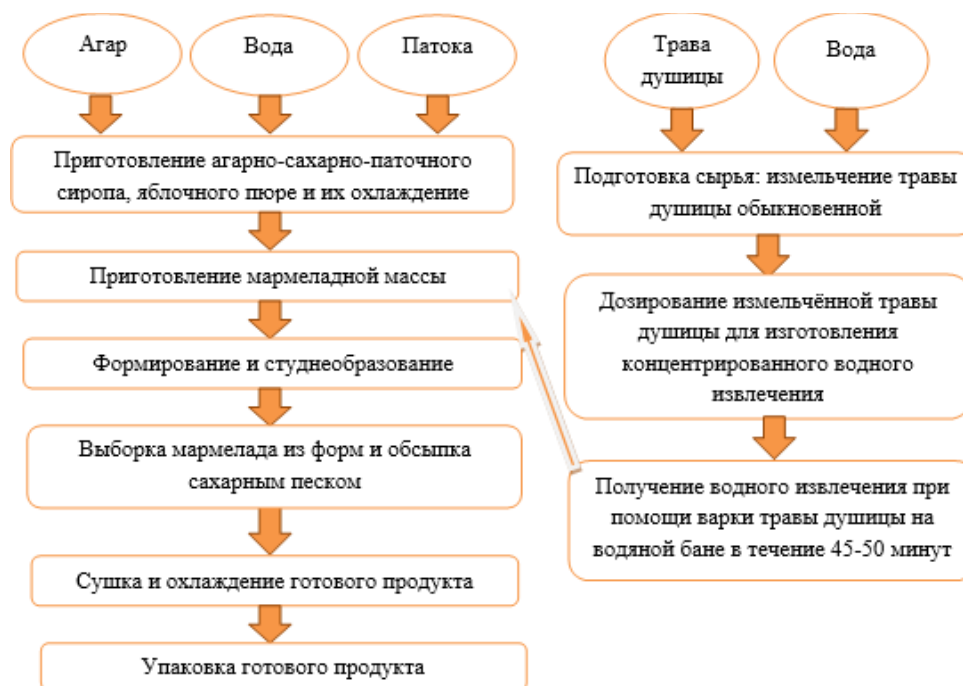 Агар
Вода
Патока
Приготовление агарно-сахарно-паточного
сиропа, яблочного пюре и их охлаждение
Приготовление мармеладной массы
Формирование и студнеобразование
Выборка мармелада из форм и обсыпка
сахарным песком
Сушка и охлаждение готового продукта
Упаковка готового продукта
Трава
душицы
Вода
Подготовка сырья: измельчение травы
душицы обыкновенной
Дозирование измельчённой травы
душицы для изготовления
концентрированного водного
извлечения
Получение водного извлечения при
помощи варки травы душицы на
водяной бане в течение 45-50 минут